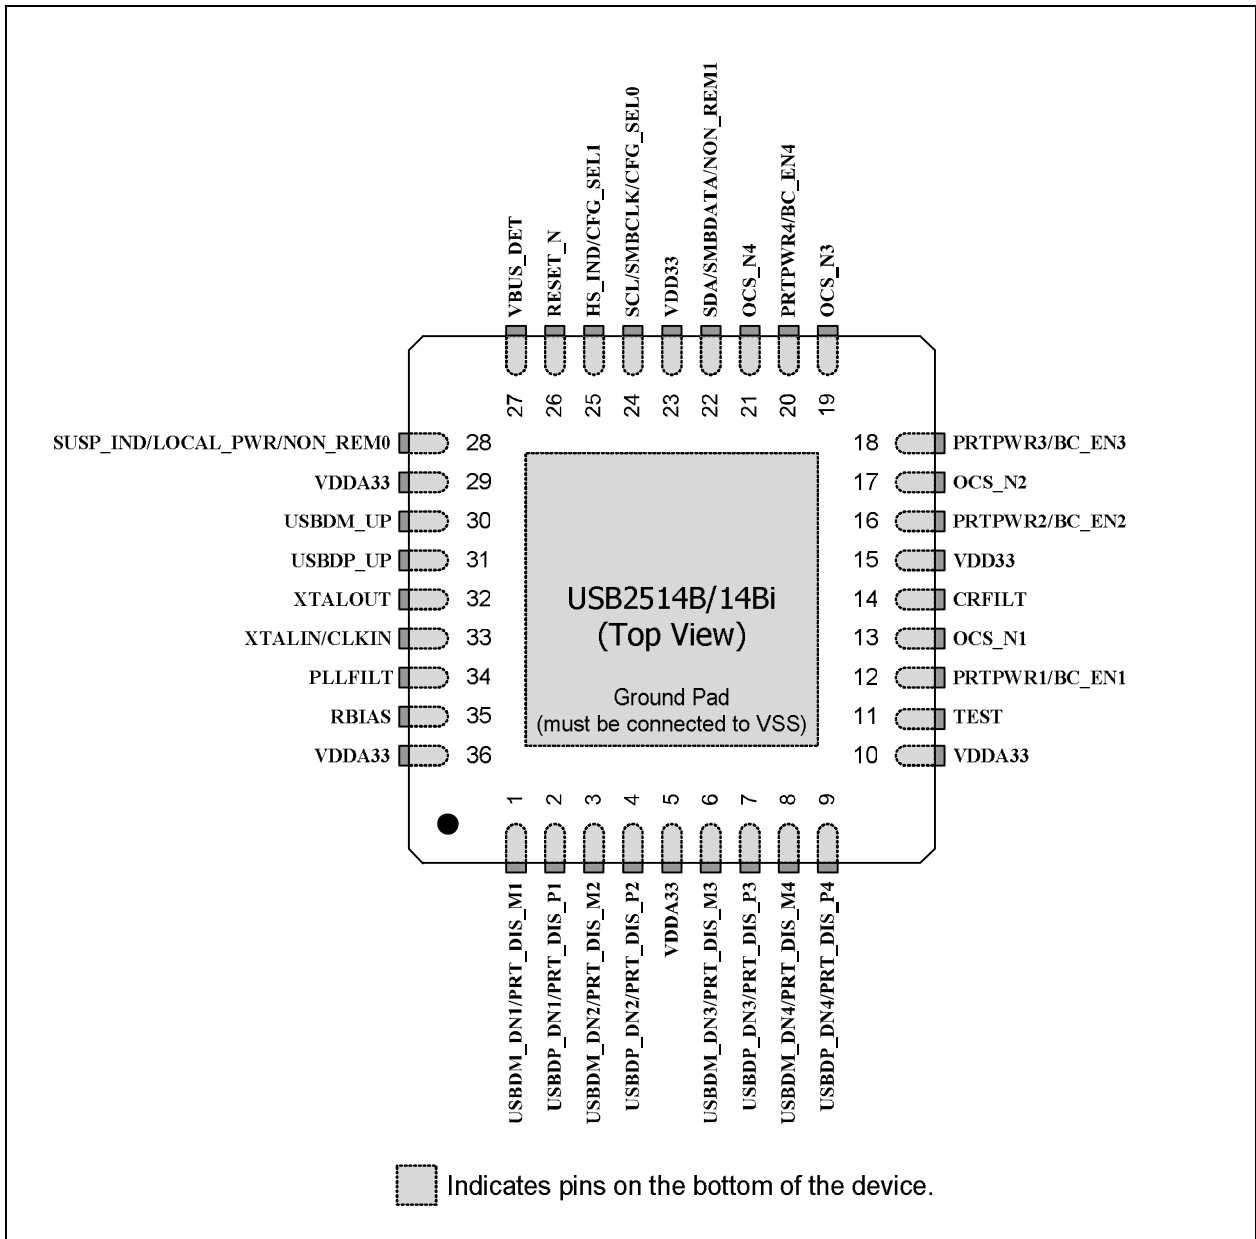 VBUS_DET
RESET_N
HS_IND/CFG_SEL1
SCL/SMBCLK/CFG_SEL0
VDD33
SDA/SMBDATA/NON_REM1
OCS_N4
PRTPWR4/BC_EN4
OCS_N3
27
26
25
24
23
22
21
20
19
SUSP_IND/LOCAL_PWR/NON_REM0 28
VDDA33 29
USBDM_UP 30
USBDP_UP 31
XTALOUT 32
XTALIN/CLKIN 33
PLLFILT 34
RBIAS 35
VDDA33 36
USB2514B/14Bi
(Top View)
Ground Pad
(must be connected to VSS)
18 PRTPWR3/BC_EN3
17 OCS_N2
16 PRTPWR2/BC_EN2
15 VDD33
14 CRFILT
13 OCS_N1
12 PRTPWR1/BC_EN1
11 TEST
10 VDDA33
1
2
3
4
5
6
7
8
9
USBDM_DN1/PRT_DIS_M1
USBDP_DN1/PRT_DIS_P1
USBDM_DN2/PRT_DIS_M2
USBDP_DN2/PRT_DIS_P2
VDDA33
USBDM_DN3/PRT_DIS_M3
USBDP_DN3/PRT_DIS_P3
USBDM_DN4/PRT_DIS_M4
USBDP_DN4/PRT_DIS_P4
Indicates pins on the bottom of the device.